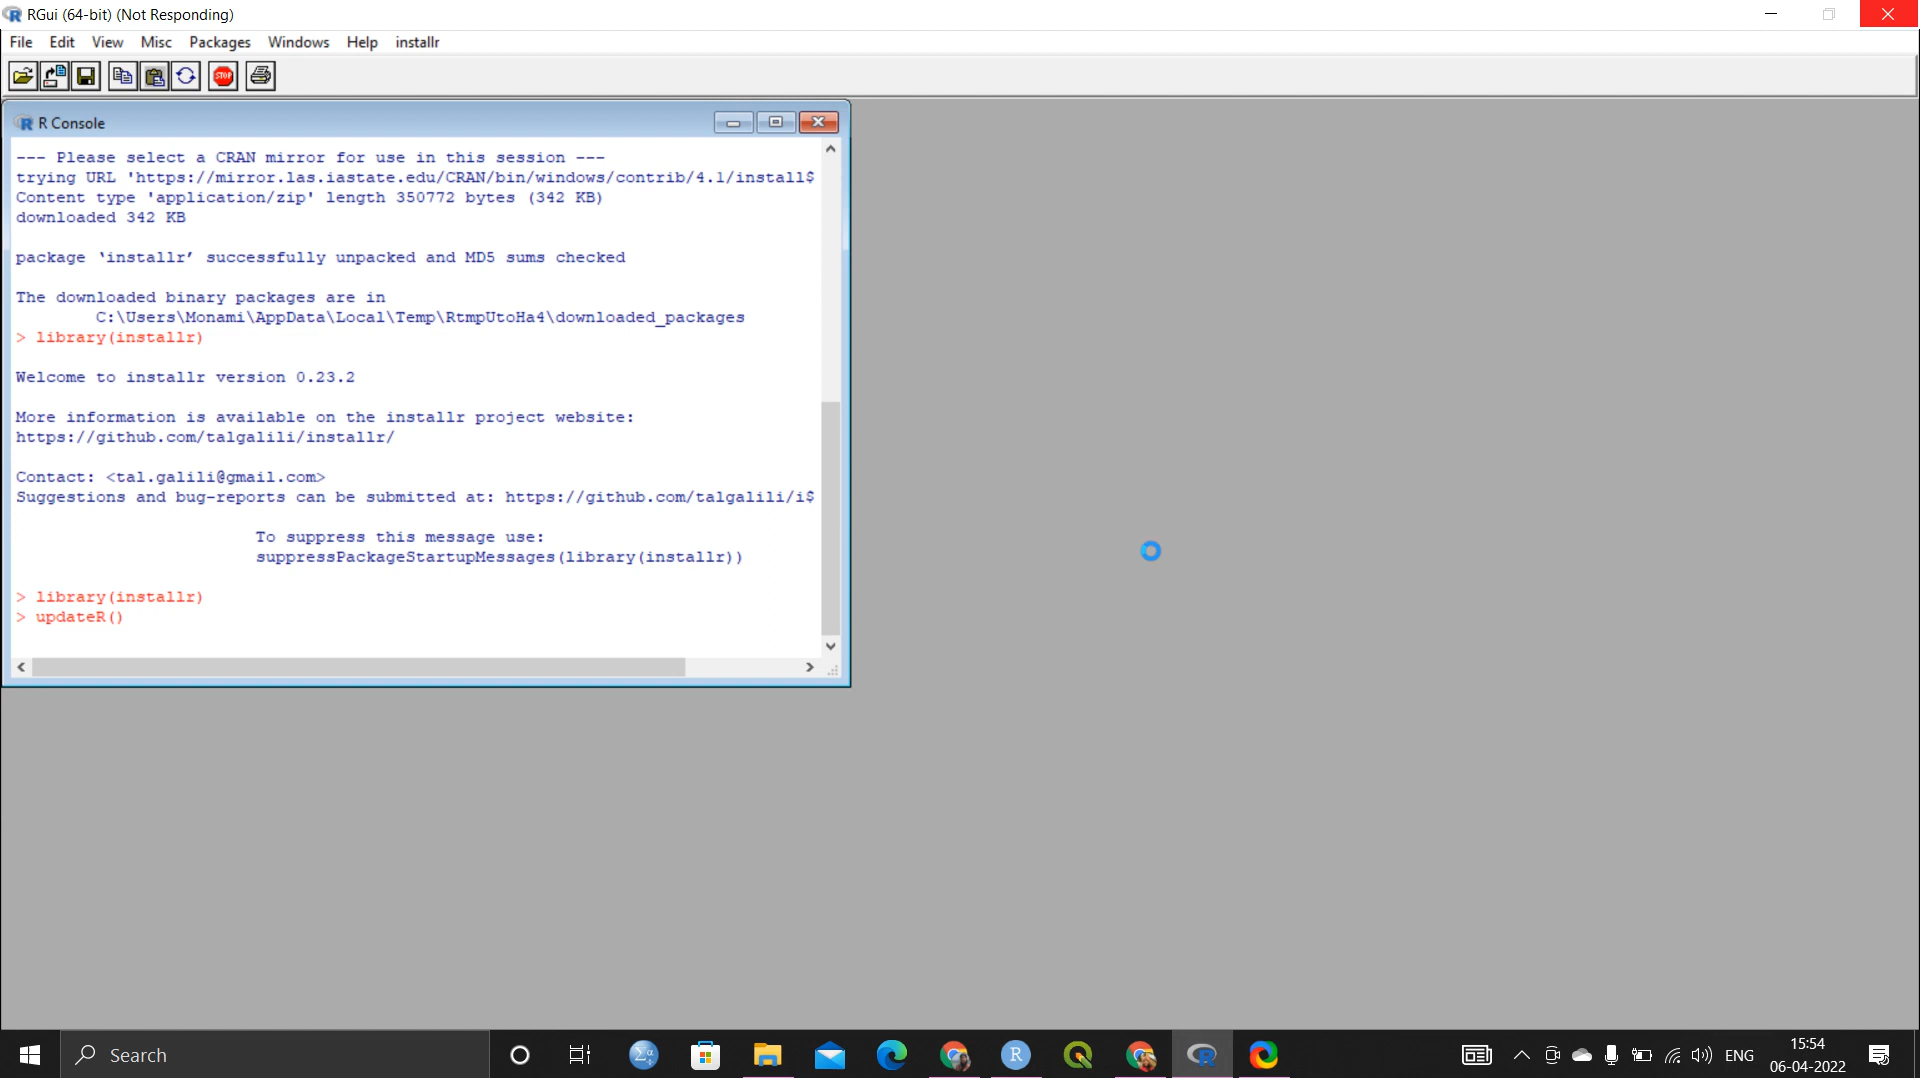 RGui (64-bit) (Not Responding)
File Edit View Misc Packages Windows Help installr
STOP
R Console
--- Please select a CRAN mirror for use in this session ---
trying URL 'https://mirror.las.iastate.edu/CRAN/bin/windows/contrib/4.1/install$
Content type 'application/zip' length 350772 bytes (342 KB)
downloaded 342 KB
package ‘installr’ successfully unpacked and MD5 sums checked
The downloaded binary packages are in
C:\Users\Monami\AppData\Local\Temp\RtmpUtoHa4\downloaded_packages
> library(installr)
Welcome to installr version 0.23.2
More information is available on the installr project website:
https://github.com/talgalili/installr/
Contact: <tal.galili@gmail.com>
Suggestions and bug-reports can be submitted at: https://github.com/talgalili/i$
To suppress this message use:
suppressPackageStartupMessages(library(installr))
> library(installr)
> updateR()
Search
ENG
15:54
06-04-2022